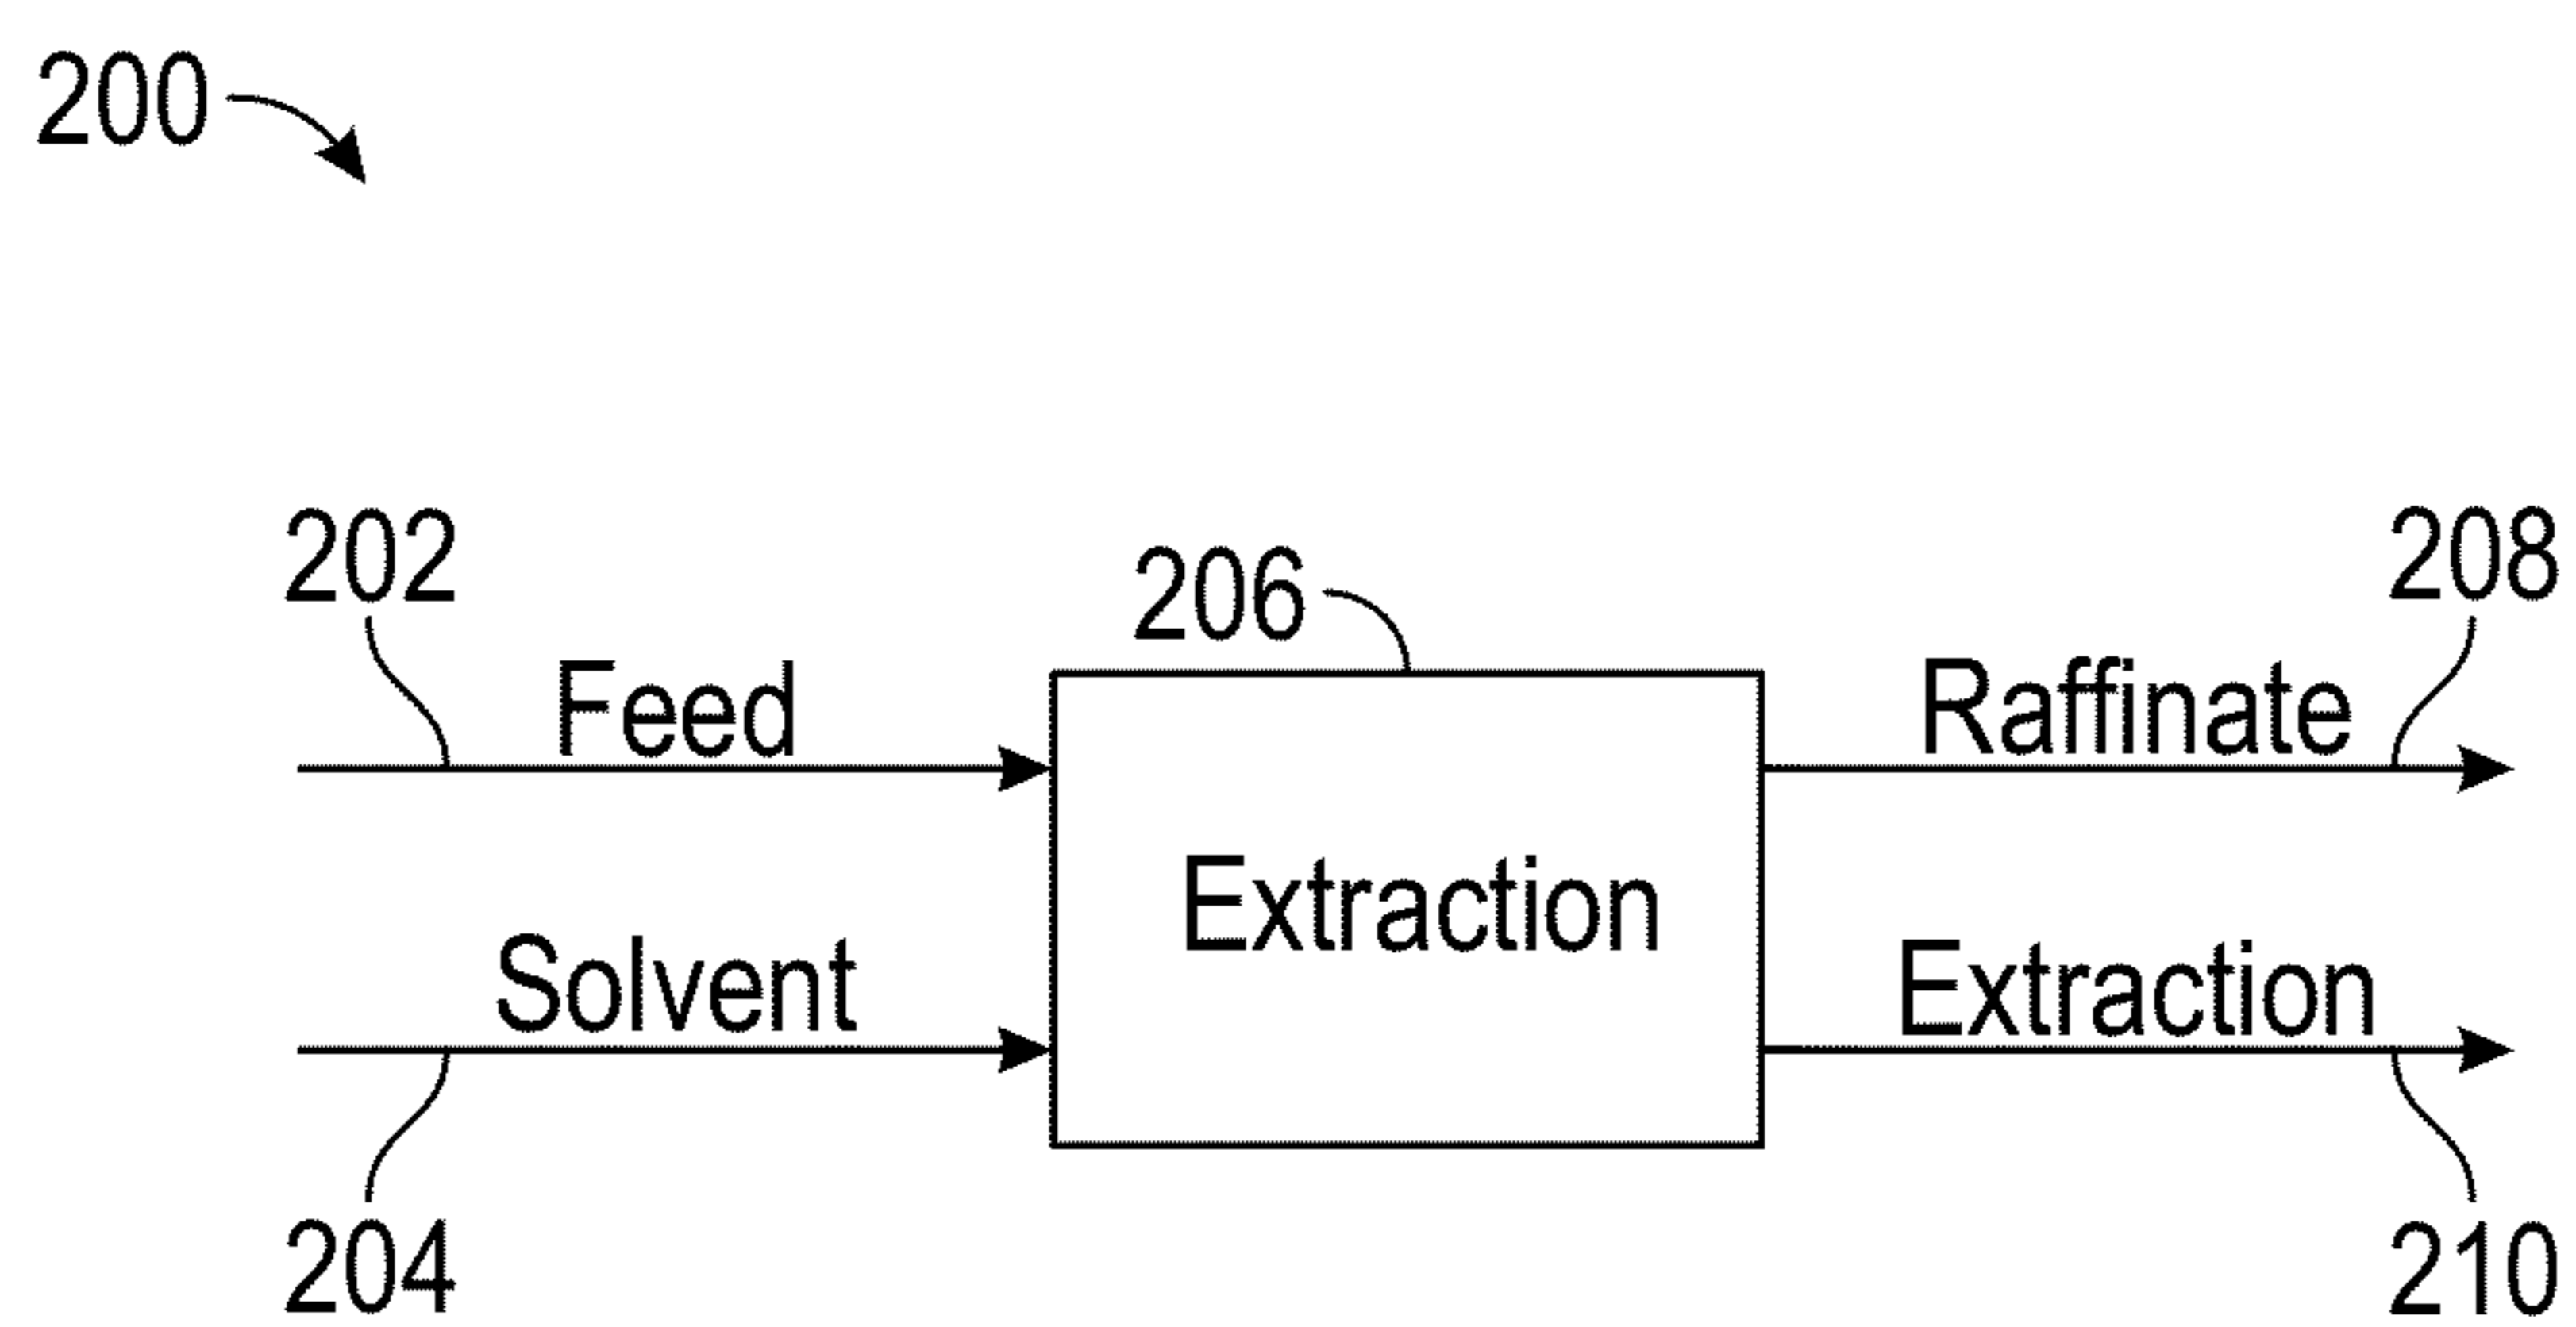 200
202
206
208
Feed
Raffinate
Extraction
Solvent
Extraction
204
210